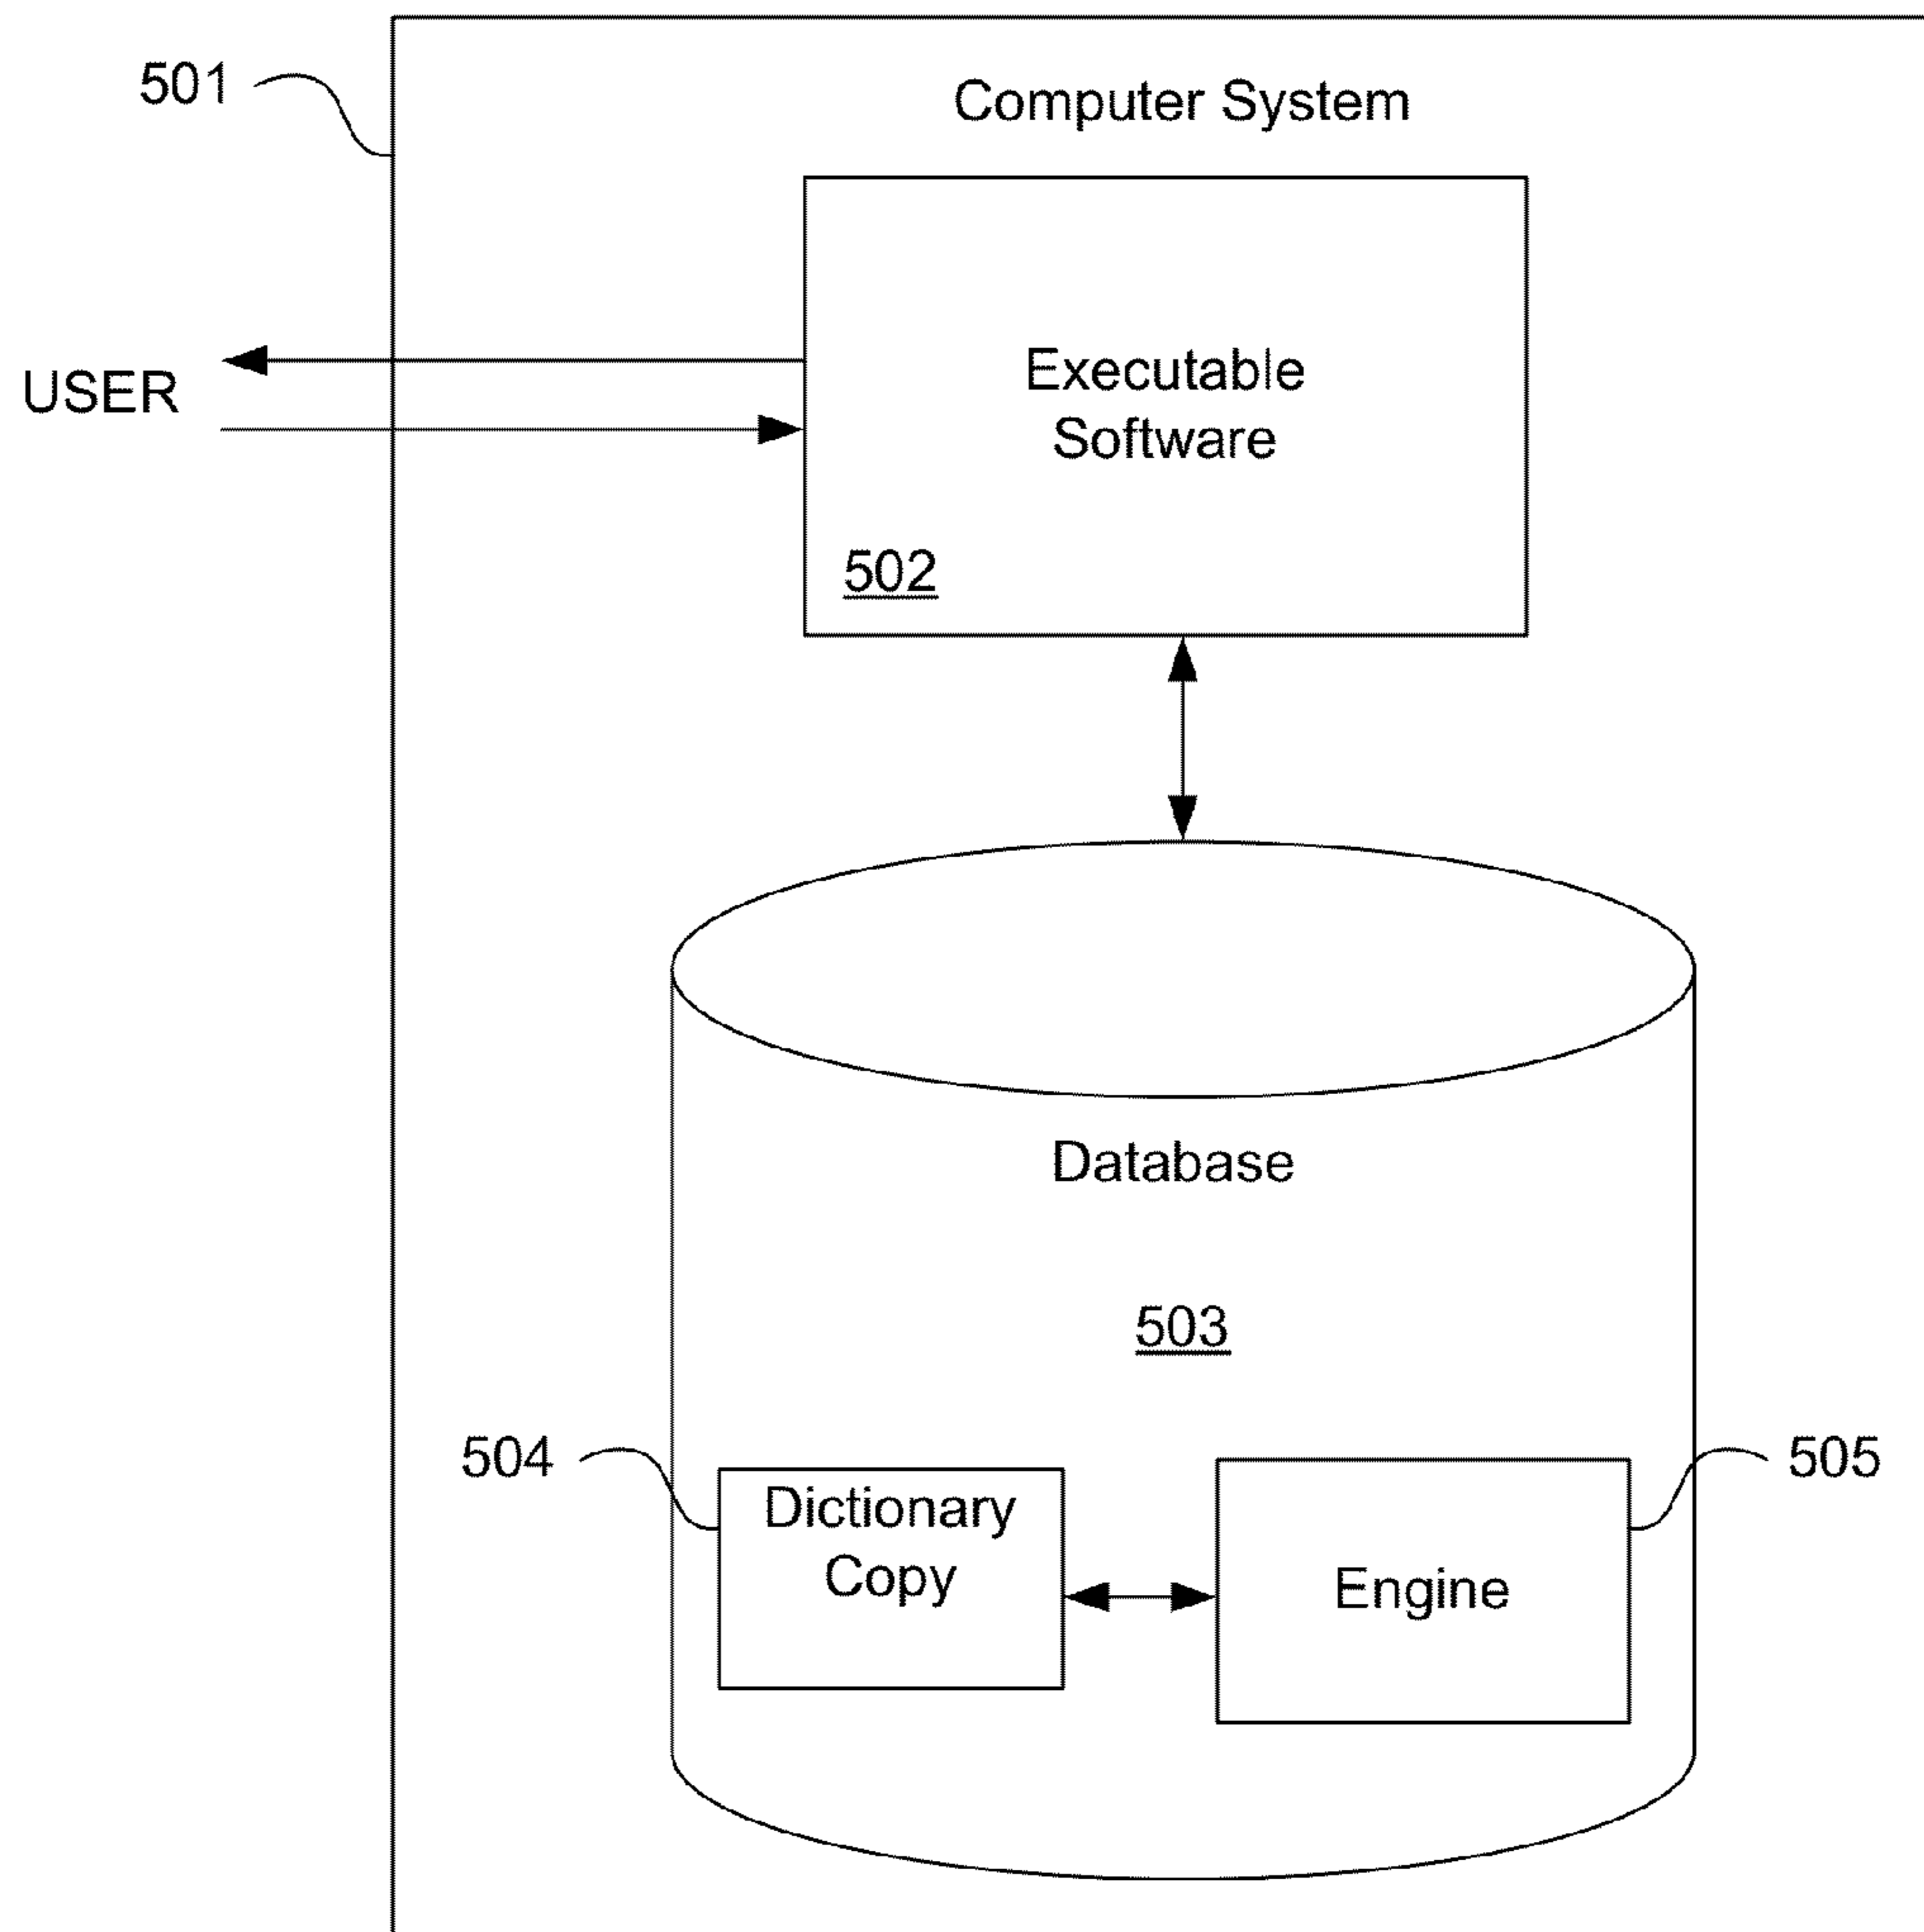 501
Computer System
USER
Executable
Software
502
Database
503
504
Dictionary
Copy
Engine
505